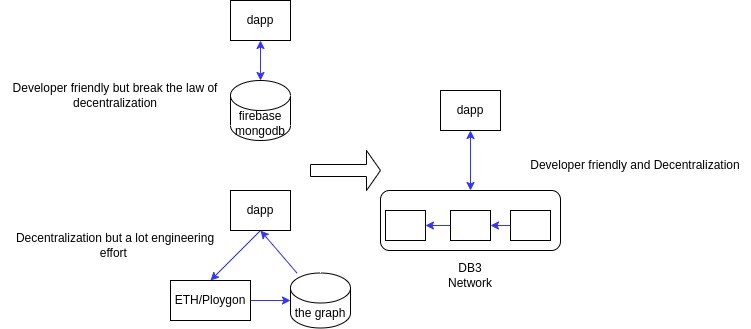 dapp
Developer friendly but break the law of
decentralization
firebase
mongodb
dapp
Developer friendly and Decentralization
dapp
Decentralization but a lot engineering
effort
DB3
Network
ETH/Ploygon
the graph